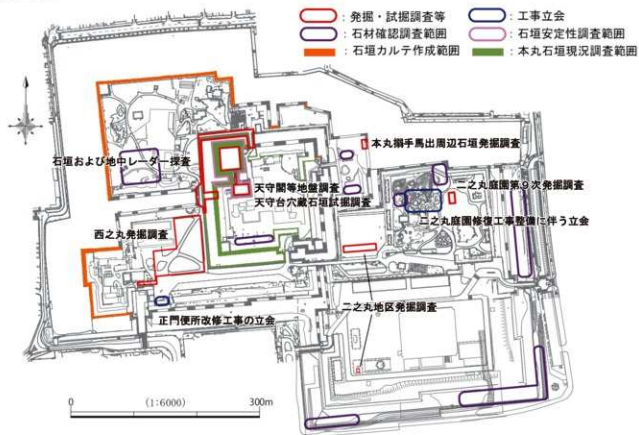 ：発掘・試掘調査等
：工事立会
：石材確認調査範囲
：石垣安定性調査範囲
：石垣カルテ作成範囲
：本丸石垣現況調査範囲
本丸搦手馬出周辺石垣発掘調査
石垣および地中レーダー探査
二之丸庭園第9次発掘調査
天守閣等地盤調査
天守台穴蔵石垣試掘調査
二之丸庭園修復工事整備に伴う立会
西之丸発掘調査
正門便所改修工事の立会
二之丸地区発掘調査
0 (1:6000) 300m